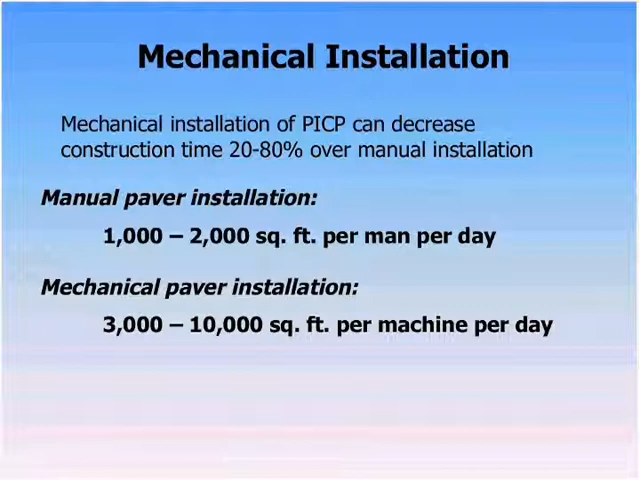 Mechanical Installation
Mechanical installation of PICP can decrease
construction time 20-80% over manual installation
Manual paver installation:
1,000 – 2,000 sq. ft. per man per day
Mechanical paver installation:
3,000 – 10,000 sq. ft. per machine per day